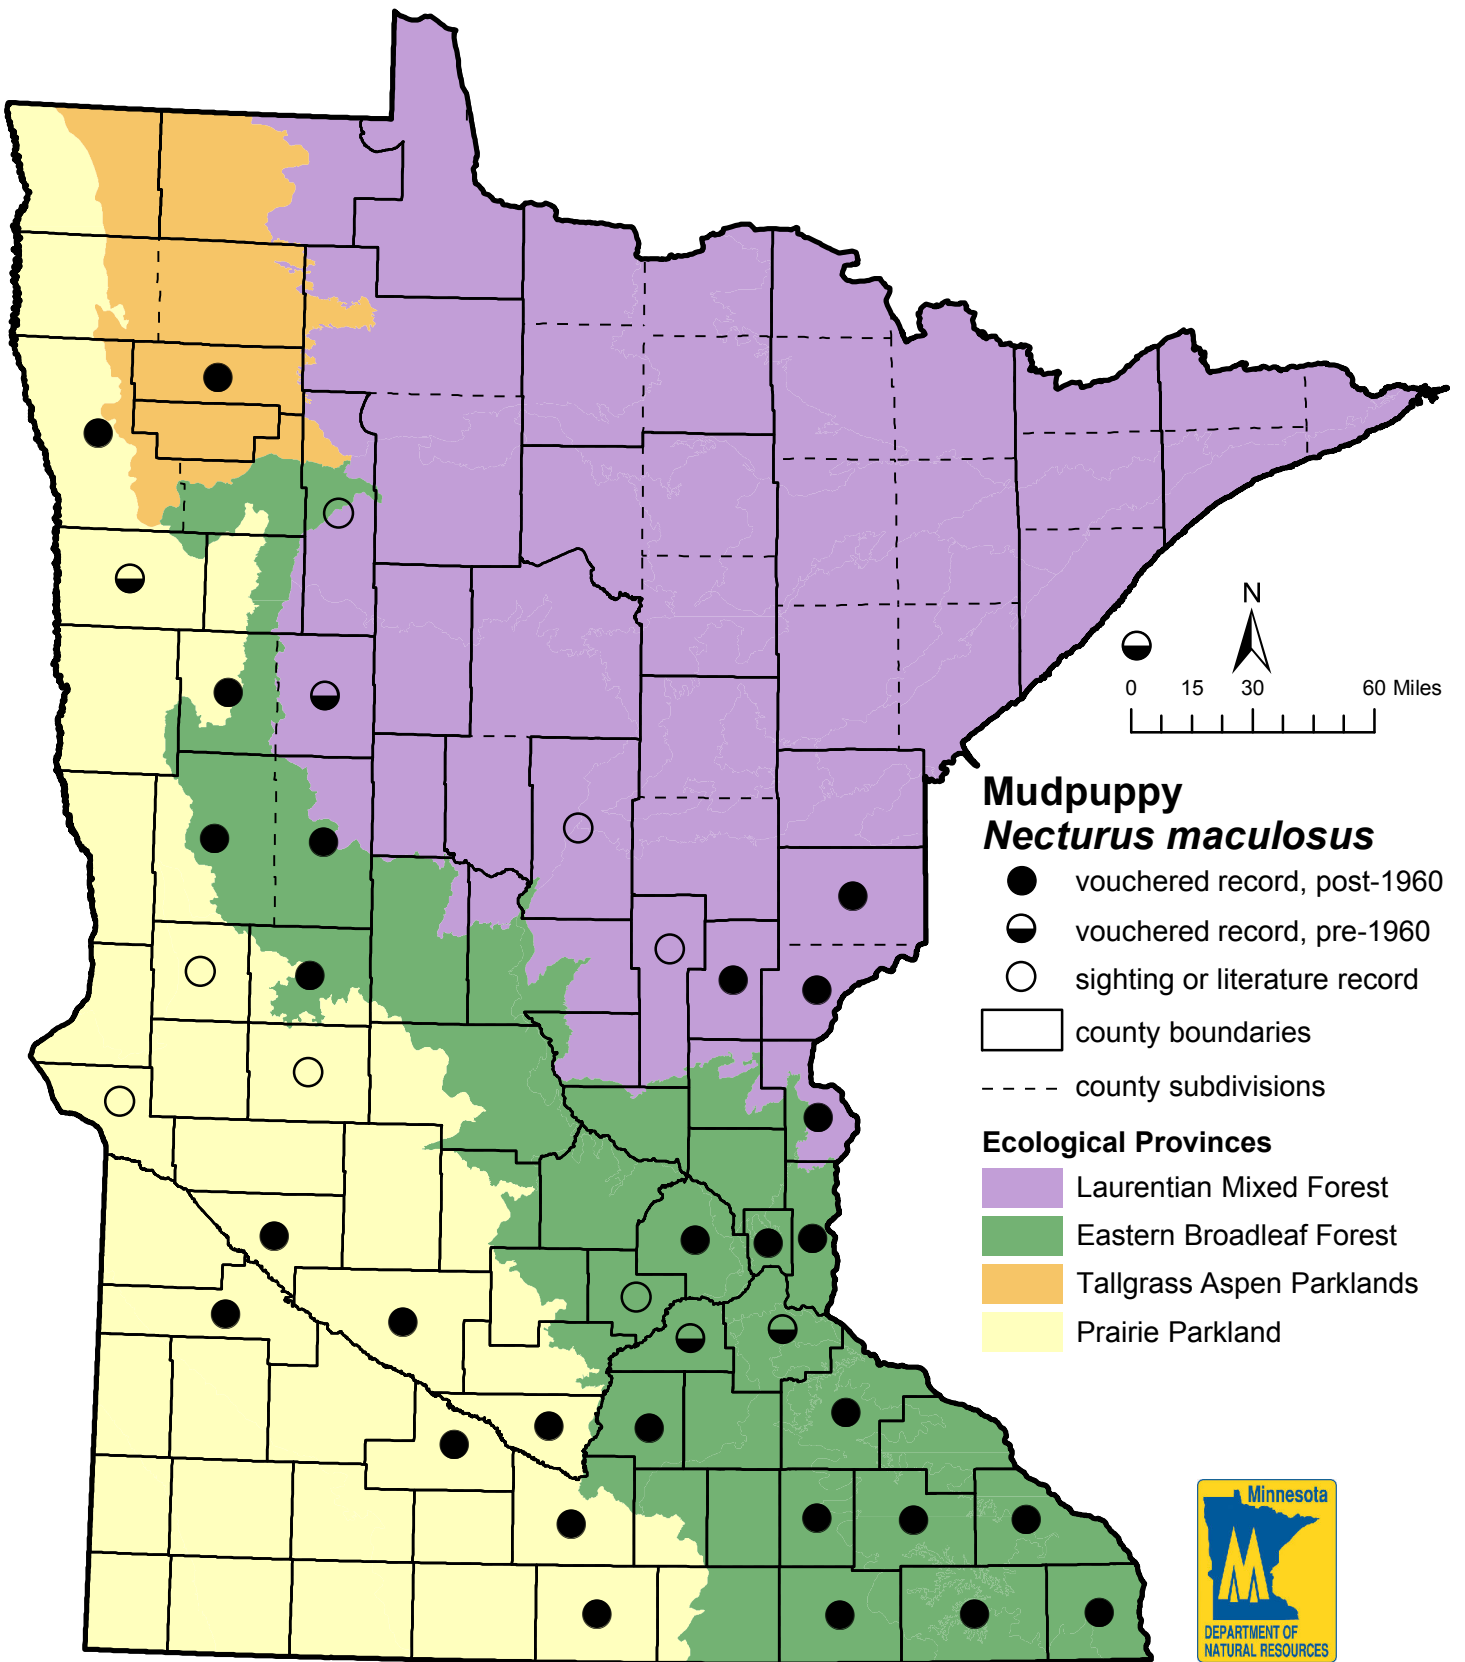 N
0 15 30 60 Miles
Mudpuppy
Necturus maculosus
vouchered record, post-1960
vouchered record, pre-1960
sighting or literature record
county boundaries
county subdivisions
Ecological Provinces
Laurentian Mixed Forest
Eastern Broadleaf Forest
Tallgrass Aspen Parklands
Prairie Parkland
Minnesota
DEPARTMENT OF
NATURAL RESOURCES